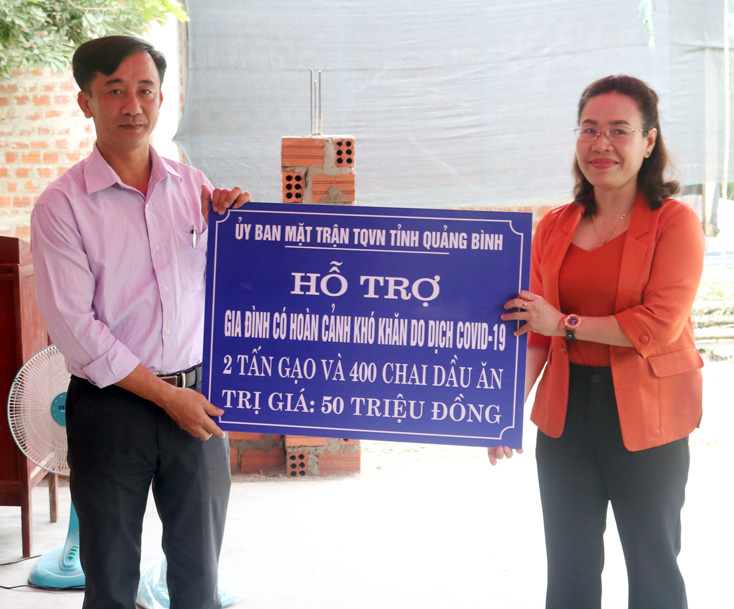 ỦY BAN MẶT TRẬN TQVN TỈNH QUẢNG BÌNH
HỖ TRỢ
GIA ĐÌNH CÓ HOÀN CẢNH KHÓ KHĂN DO DỊCH COVID-19
2 TẤN GẠO VÀ 400 CHAI DẦU ĂN
TRỊ GIÁ: 50 TRIỆU ĐỒNG